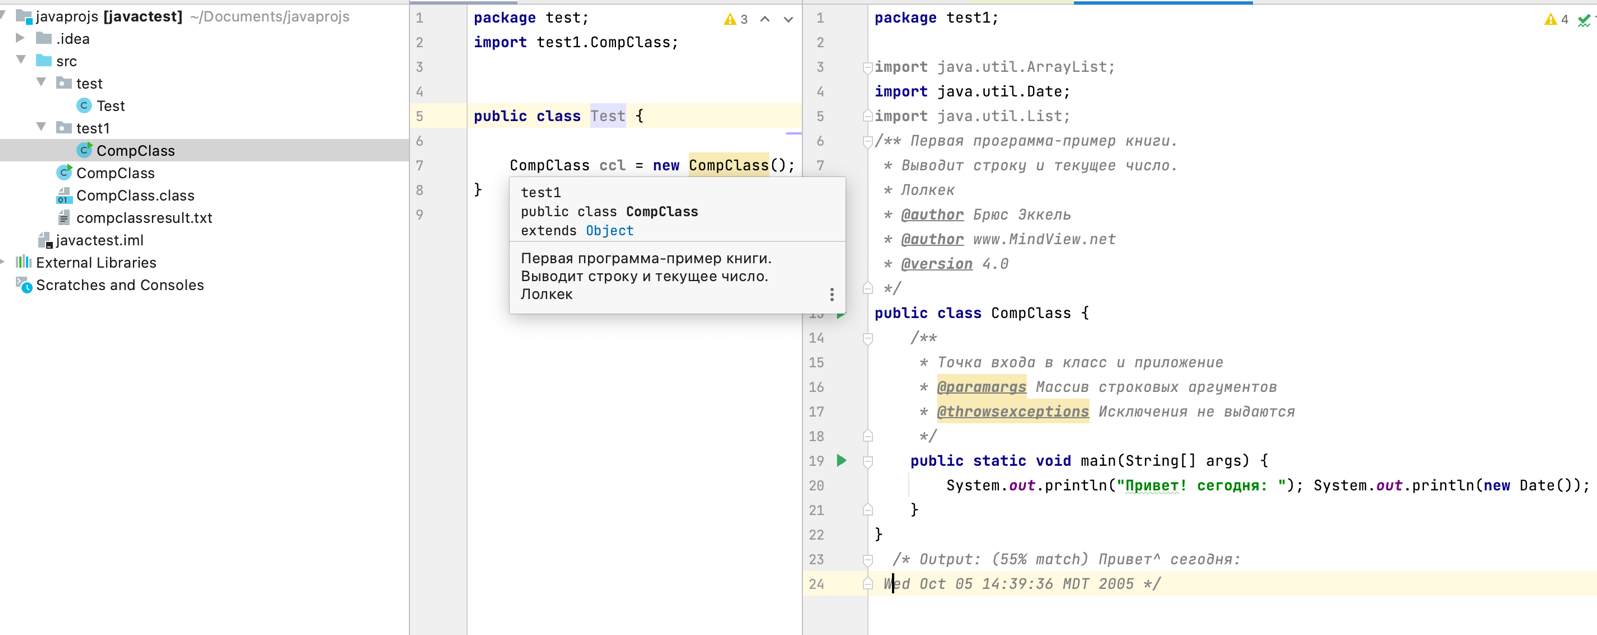 javaprojs [javactest] ~/Documents/javaprojs
.idea
src
test
Test
test1
CompClass
CompClass
CompClass.class
compclassresult.txt
javactest.iml
External Libraries
Scratches and Consoles
1 package test;
3
2 import test1.CompClass;
3
4
5 public class Test {
6
7 CompClass ccl = new CompClass();
8 }
9
test1
public class CompClass
extends Object
Первая программа-пример книги.
Выводит строку и текущее число.
Лолкек
1 package test1;
4
2
3 import java.util.ArrayList;
4 import java.util.Date;
5 import java.util.List;
6 /** Первая программа-пример книги.
7 * Выводит строку и текущее число.
* Лолкек
* @author Брюс Эккель
* @author www.MindView.net
* @version 4.0
*/
13 public class CompClass {
14 /**
15 * Точка входа в класс и приложение
16 * @paramargs Массив строковых аргументов
17 * @throwsexceptions Исключения не выдаются
18 */
19 public static void main(String[] args) {
20 System.out.println("Привет! сегодня: "); System.out.println(new Date());
21 }
22 }
23 /* Output: (55% match) Привет^ сегодня:
24 Wed Oct 05 14:39:36 MDT 2005 */